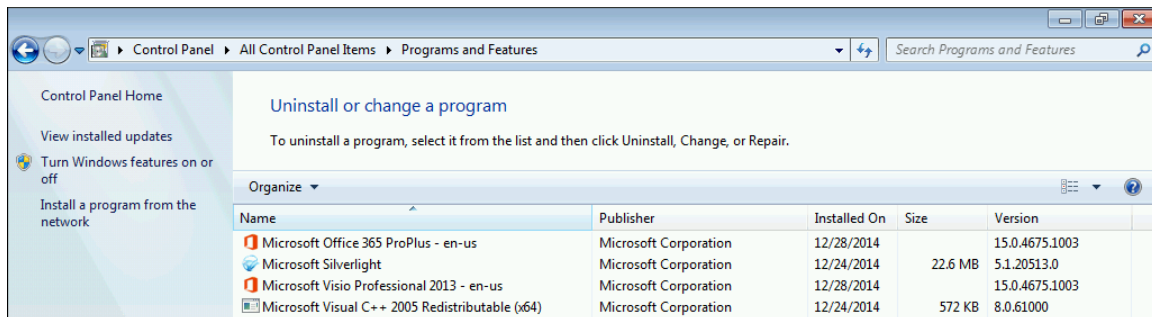 Control Panel All Control Panel Items Programs and Features Search Programs and Features
Control Panel Home
View installed updates
Turn Windows features on or
off
Install a program from the
network
Uninstall or change a program
To uninstall a program, select it from the list and then click Uninstall, Change, or Repair.
Organize
Name Publisher Installed On Size Version
Microsoft Office 365 ProPlus - en-us Microsoft Corporation 12/28/2014 15.0.4675.1003
Microsoft Silverlight Microsoft Corporation 12/24/2014 22.6 MB 5.1.20513.0
Microsoft Visio Professional 2013 - en-us Microsoft Corporation 12/28/2014 15.0.4675.1003
Microsoft Visual C++ 2005 Redistributable (x64) Microsoft Corporation 12/24/2014 572 KB 8.0.61000